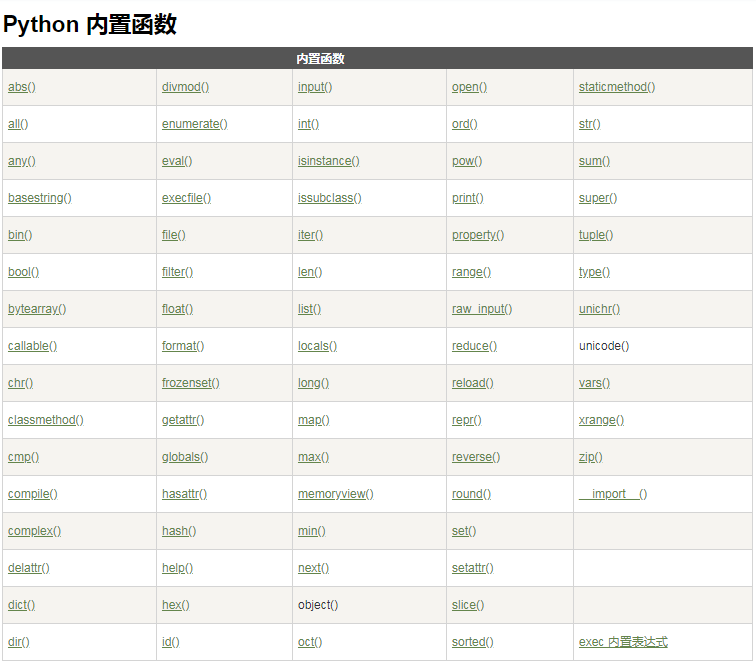 Python 内置函数
内置函数
abs() divmod() input() open() staticmethod()
all() enumerate() int() ord() str()
any() eval() isinstance() pow() sum()
basestring() execfile() issubclass() print() super()
bin() file() iter() property() tuple()
bool() filter() len() range() type()
bytearray() float() list() raw_input() unichr()
callable() format() locals() reduce() unicode()
chr() frozenset() long() reload() vars()
classmethod() getattr() map() repr() xrange()
cmp() globals() max() reverse() zip()
compile() hasattr() memoryview() round() __import__()
complex() hash() min() set()
delattr() help() next() setattr()
dict() hex() object() slice()
dir() id() oct() sorted() exec 内置表达式